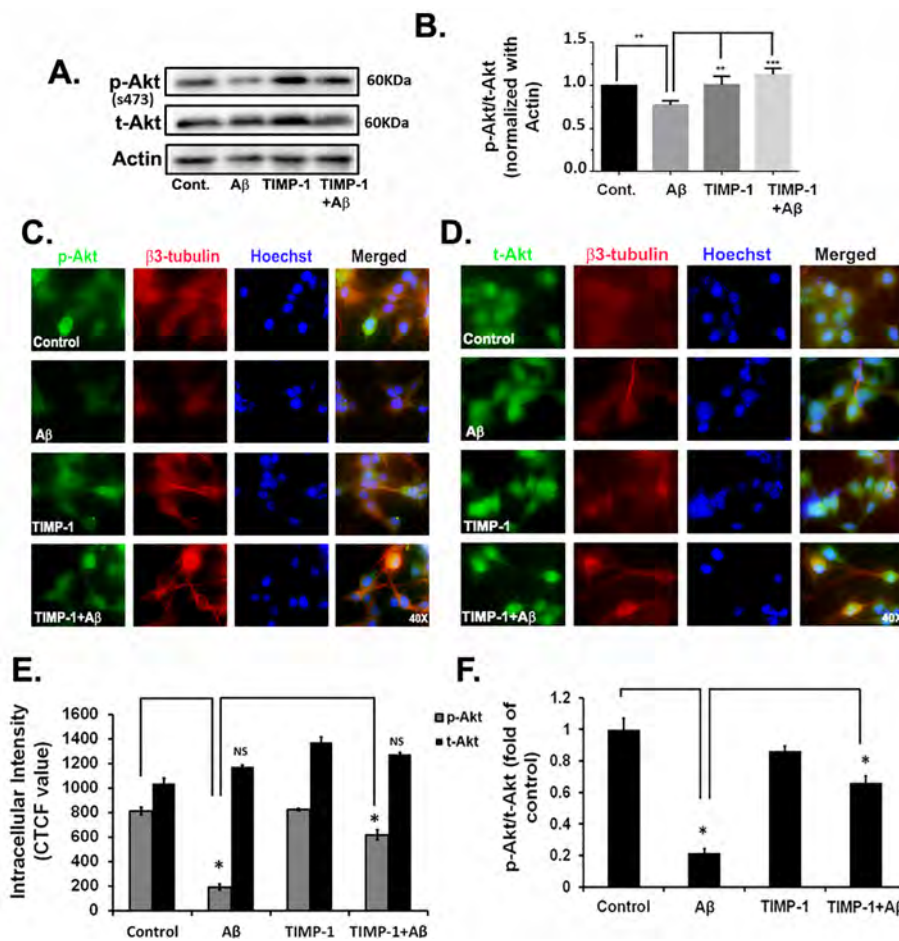 A.
p-Akt
(s473)
60KDa
t-Akt
60KDa
Actin
Cont. Aβ TIMP-1 TIMP-1
+Aβ
B.
p-Akt/t-Akt
(normalized with
Actin)
1.5
1.0
0.5
0.0
**
**
***
Cont. Aβ TIMP-1 TIMP-1
+Aβ
C.
p-Akt β3-tubulin Hoechst Merged
Control
Aβ
TIMP-1
TIMP-1+Aβ
40X
D.
t-Akt β3-tubulin Hoechst Merged
Control
Aβ
TIMP-1
TIMP-1+Aβ
40X
E.
Intracellular Intensity
(CTCF value)
1600
1400
1200
1000
800
600
400
200
0
NS
NS
*
*
p-Akt
t-Akt
Control Aβ TIMP-1 TIMP-1+Aβ
F.
p-Akt/t-Akt (fold of
control)
1.2
1
0.8
0.6
0.4
0.2
0
*
*
Control Aβ TIMP-1 TIMP-1+Aβ